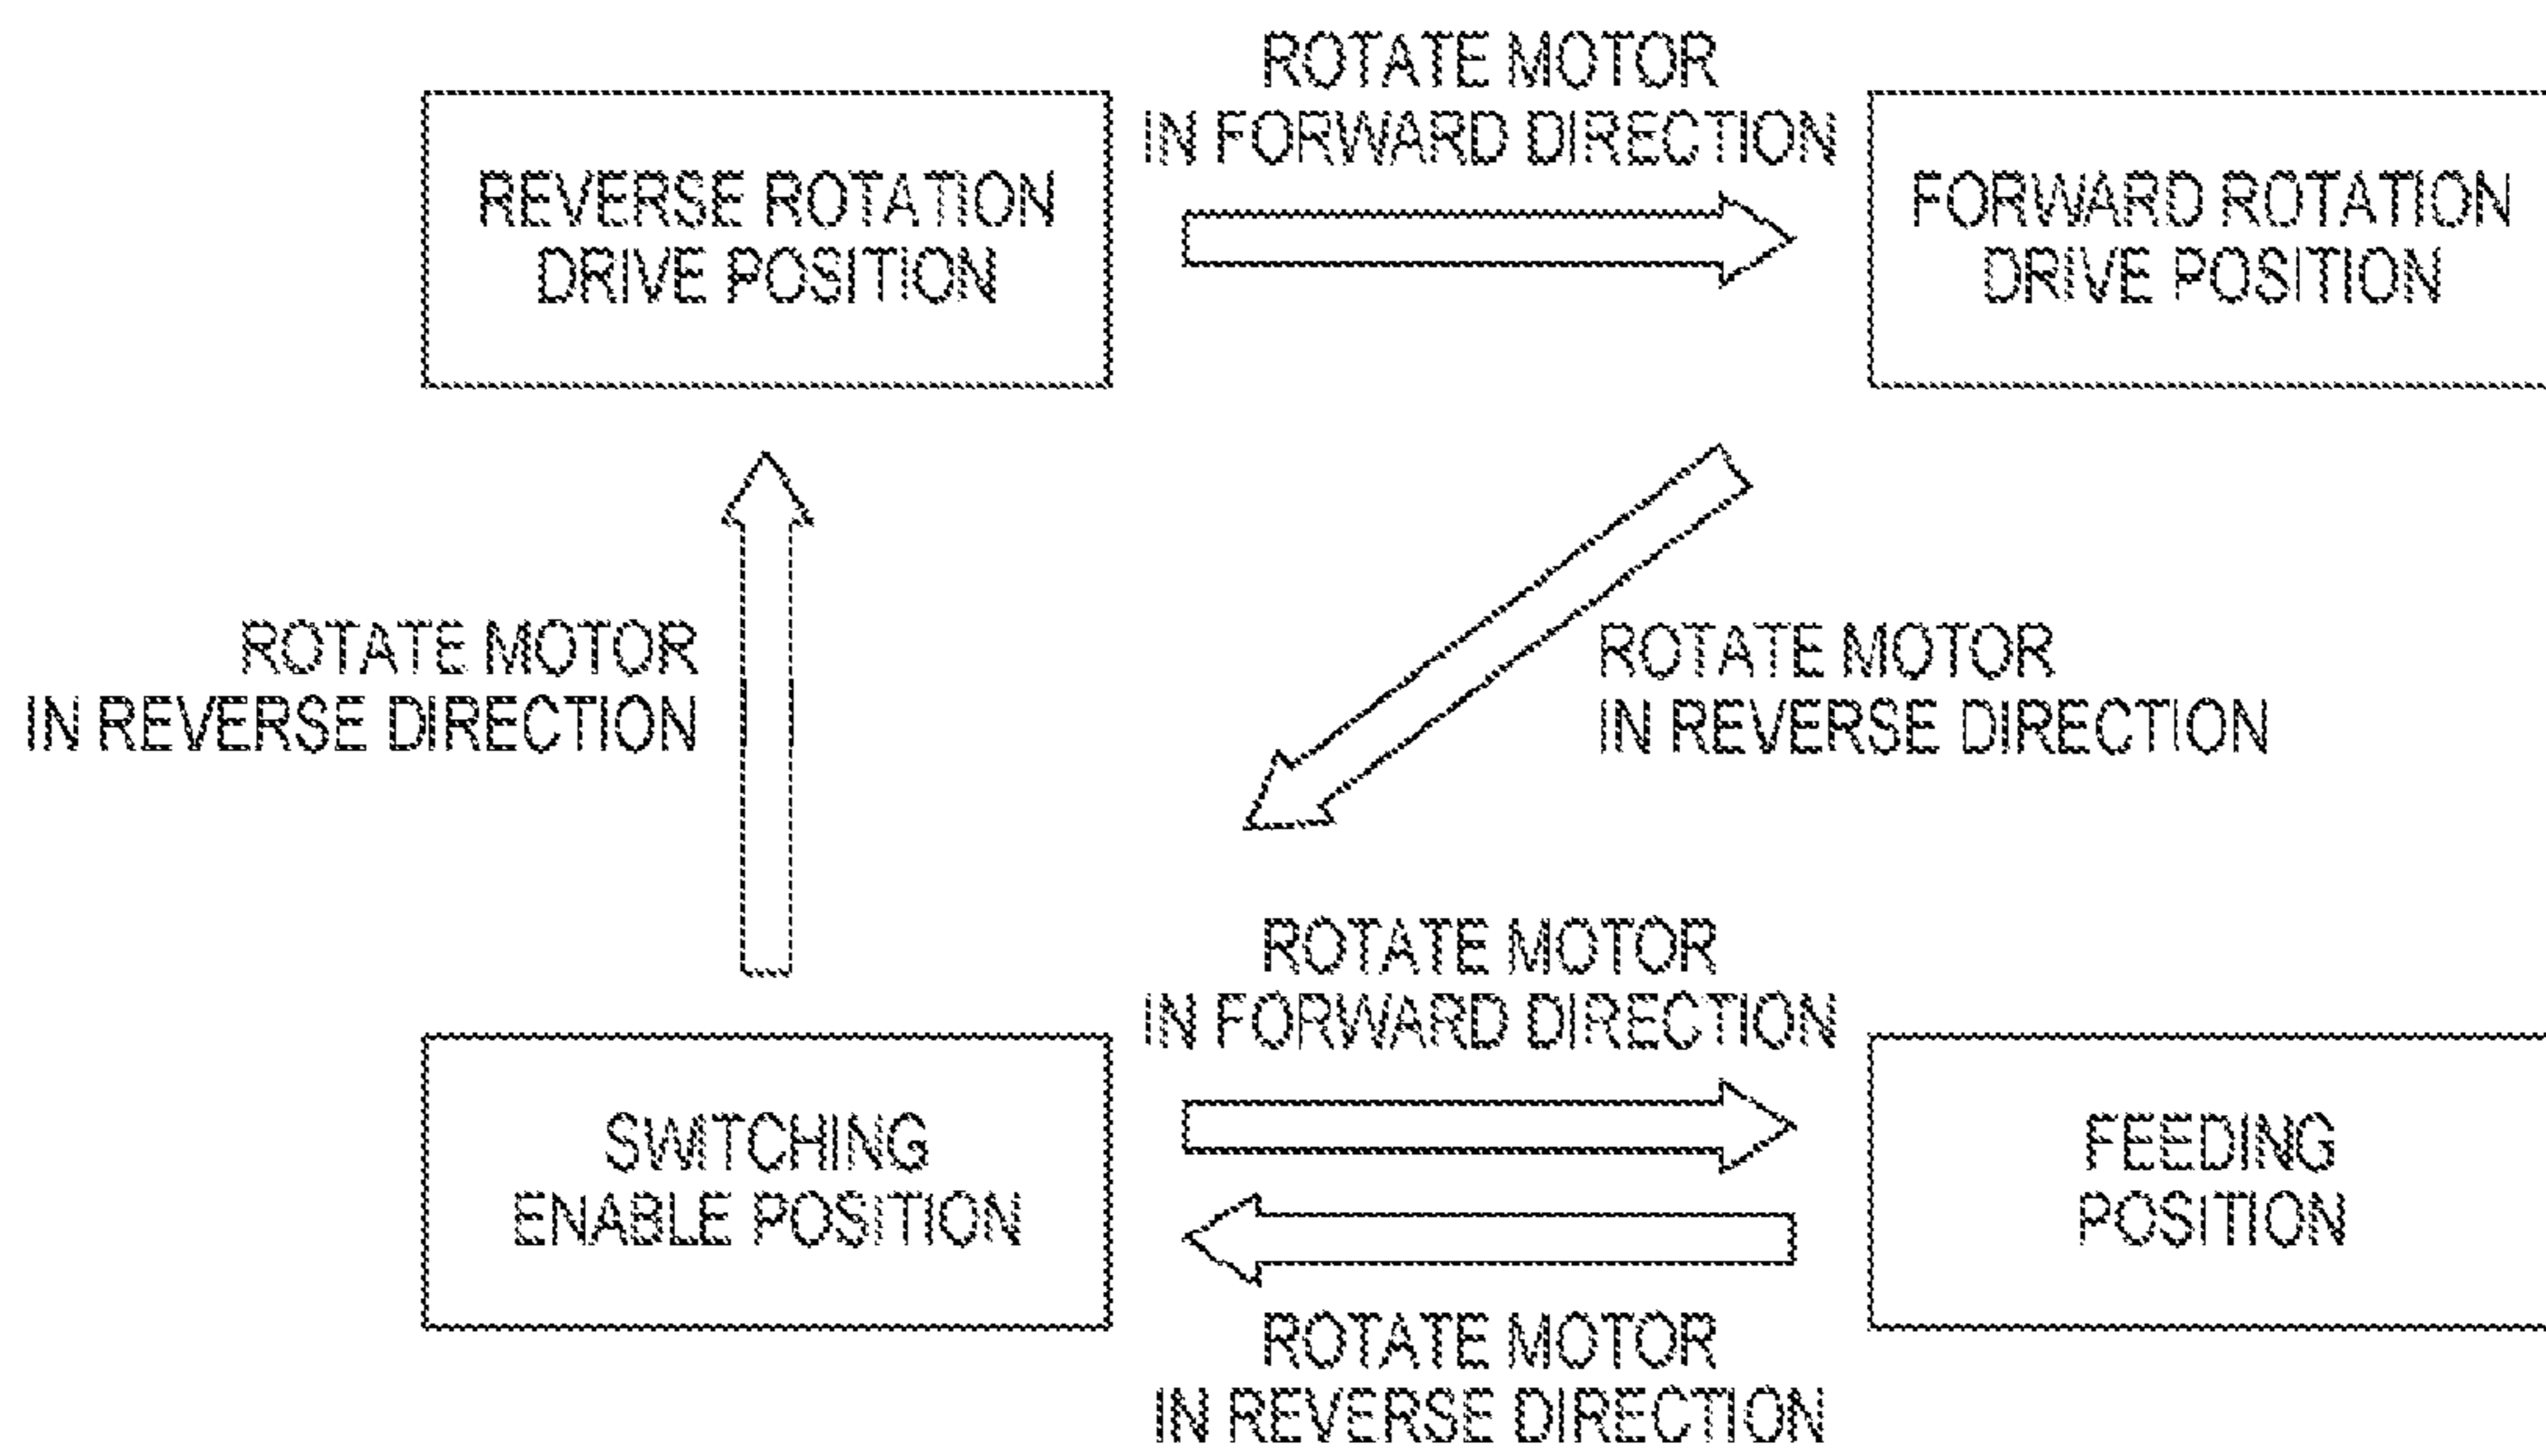 ROTATE MOTOR
IN FORWARD DIRECTION
REVERSE ROTATION
DRIVE POSITION
FORWARD ROTATION
DRIVE POSITION
ROTATE MOTOR
IN REVERSE DIRECTION
ROTATE MOTOR
IN REVERSE DIRECTION
ROTATE MOTOR
IN FORWARD DIRECTION
SWITCHING
ENABLE POSITION
FEEDING
POSITION
ROTATE MOTOR
IN REVERSE DIRECTION